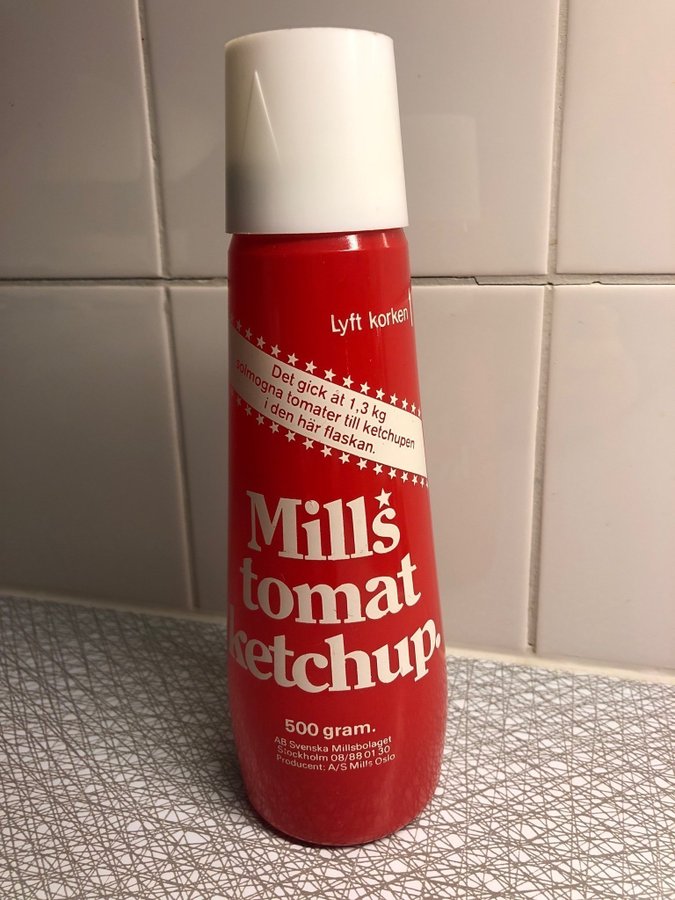 Lyft korken
Det gick åt 1,3 kg
solmogna tomater till ketchupen
i den här flaskan.
Mills
tomat
ketchup.
500 gram.
AB Svenska Millsbolaget
Stockholm 08/88 01 30
Producent: A/S Mills Oslo